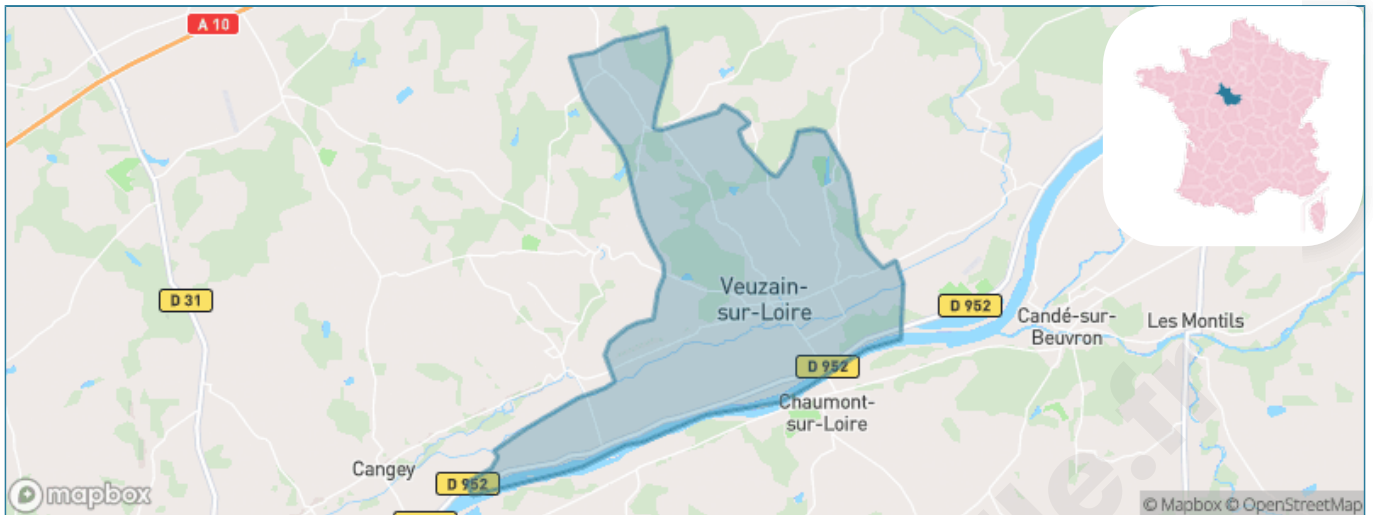 A 10
D 31
Veuzain-
sur-Loire
D 952
Candé-sur-
Beuvron
Les Montils
D 952
Chaumont-
sur-Loire
Cangey
D 952
mapbox
© Mapbox © OpenStreetMap